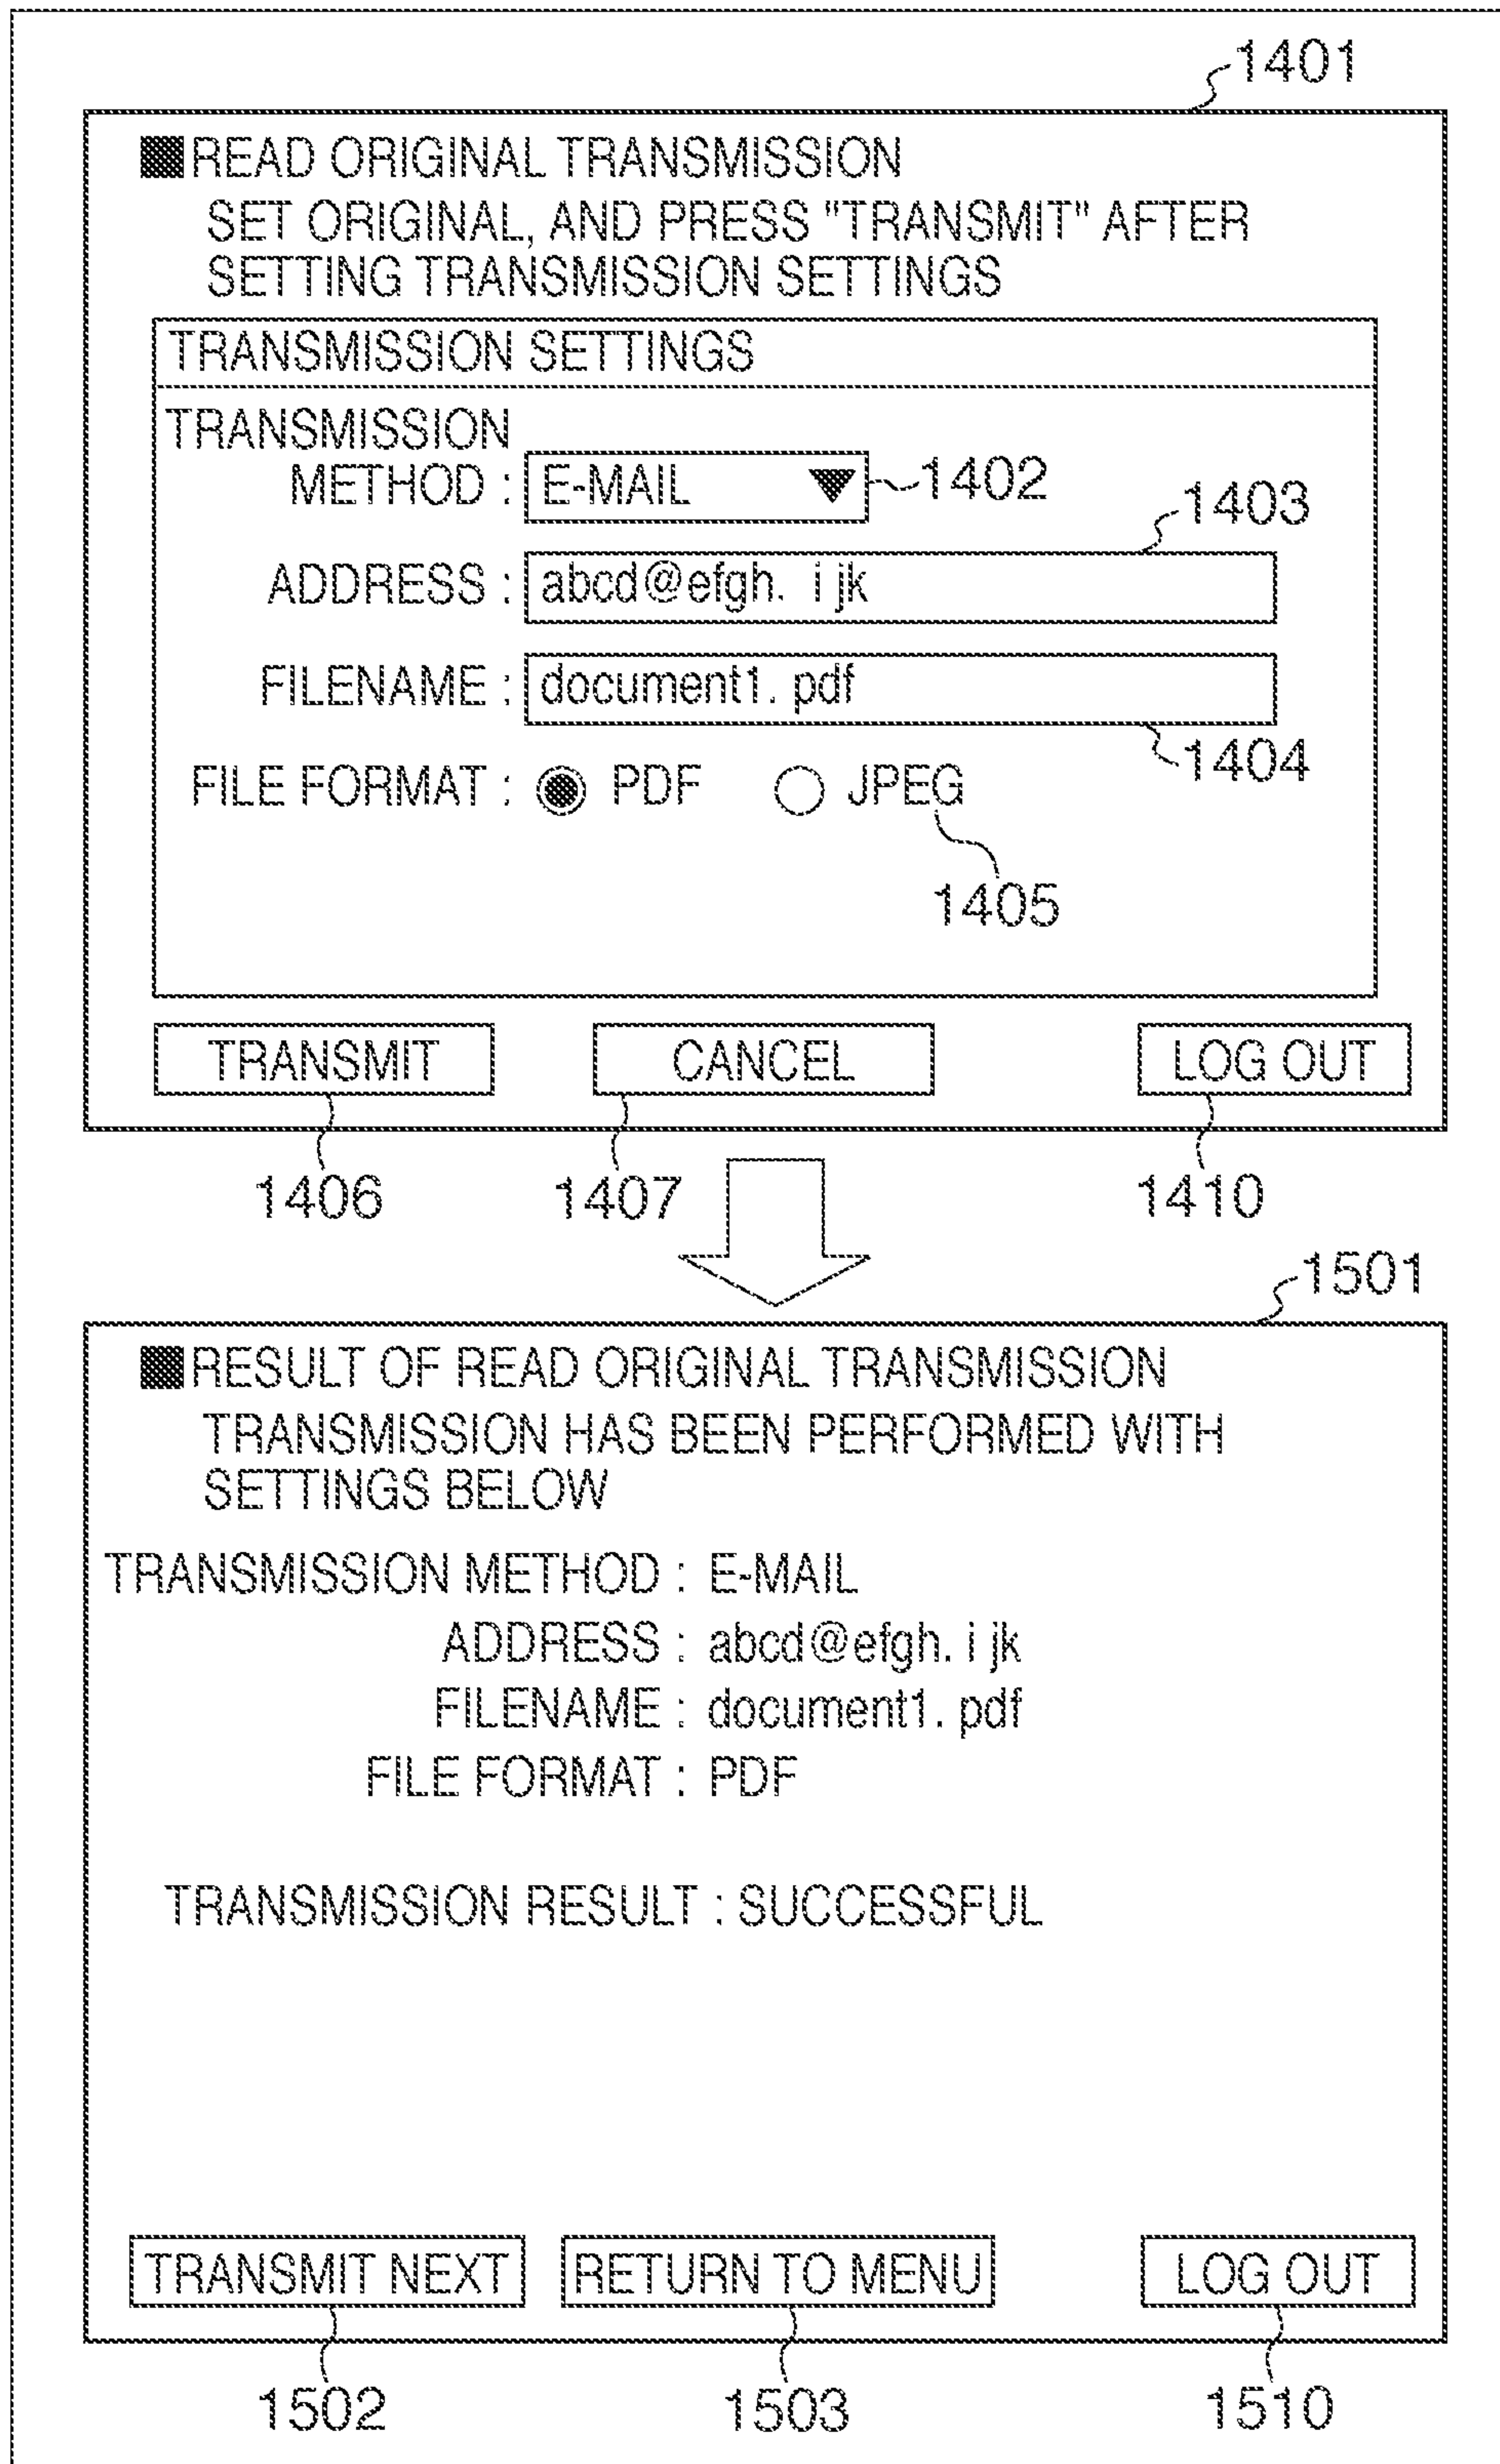 1401
■READ ORIGINAL TRANSMISSION
SET ORIGINAL, AND PRESS "TRANSMIT" AFTER
SETTING TRANSMISSION SETTINGS
TRANSMISSION SETTINGS
TRANSMISSION
METHOD : E-MAIL ▼ 1402
1403
ADDRESS : abcd@efgh. ijk
FILENAME : document1. pdf
1404
FILE FORMAT : PDF JPEG
1405
TRANSMIT CANCEL LOG OUT
1406 1407 1410
1501
■RESULT OF READ ORIGINAL TRANSMISSION
TRANSMISSION HAS BEEN PERFORMED WITH
SETTINGS BELOW
TRANSMISSION METHOD : E-MAIL
ADDRESS : abcd@efgh. ijk
FILENAME : document1. pdf
FILE FORMAT : PDF
TRANSMISSION RESULT : SUCCESSFUL
TRANSMIT NEXT RETURN TO MENU LOG OUT
1502 1503 1510